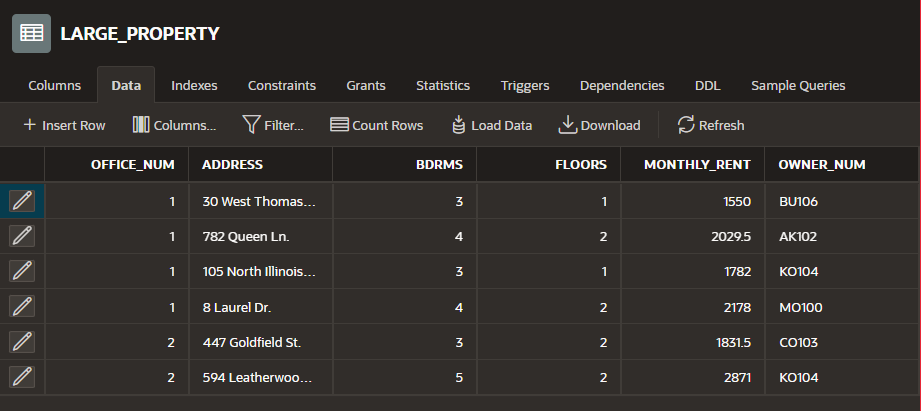 LARGE_PROPERTY
Columns Data Indexes Constraints Grants Statistics Triggers Dependencies DDL Sample Queries
Insert Row Columns... Filter... Count Rows Load Data Download Refresh
OFFICE_NUM ADDRESS BDRMS FLOORS MONTHLY_RENT OWNER_NUM
1 30 West Thomas... 3 1 1550 BU106
1 782 Queen Ln. 4 2 2029.5 AK102
1 105 North Illinois... 3 1 1782 KO104
1 8 Laurel Dr. 4 2 2178 MO100
2 447 Goldfield St. 3 2 1831.5 CO103
2 594 Leatherwoo... 5 2 2871 KO104